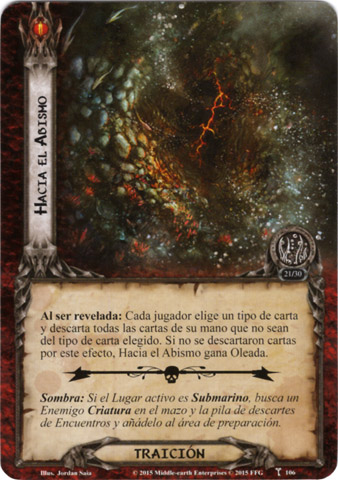 HACIA EL ABISMO
21/30
Al ser revelada: Cada jugador elige un tipo de carta
y descarta todas las cartas de su mano que no sean
del tipo de carta elegido. Si no se descartaron cartas
por este efecto, Hacia el Abismo gana Oleada.
Sombra: Si el Lugar activo es Submarino, busca un
Enemigo Criatura en el mazo y la pila de descartes
de Encuentros y añádelo al área de preparación.
TRAICIÓN
Illus. Jordan Saia
© 2015 Middle-earth Enterprises © 2015 FFG
106